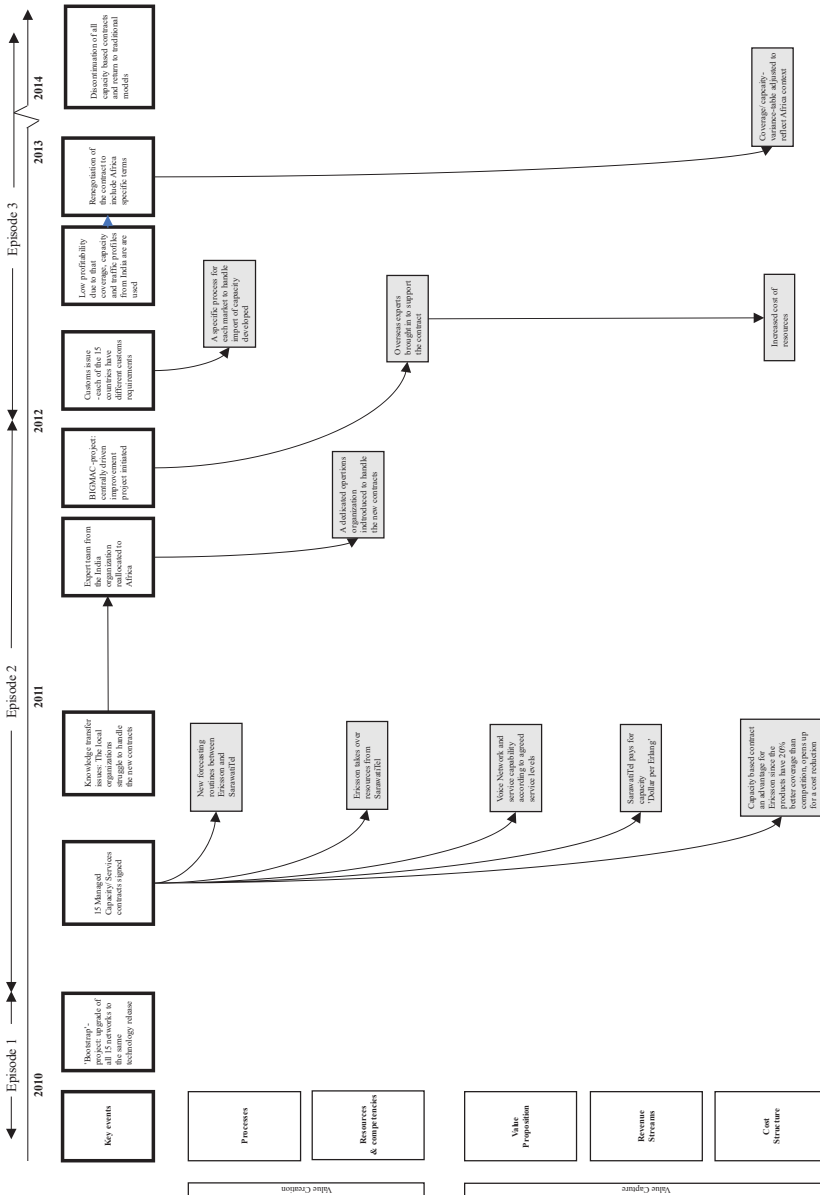 Episode 1
Episode 2
Episode 3
2010
2011
2012
2013
2014
Key events
'Bootstrap'-
project: upgrade of
all 15 networks to
the same
technology release
15 Managed
Capacity/Services
contracts signed
Knowledge transfer
issues: The local
organizations
struggle to handle
the new contracts
Expert team from
the India
organization
reallocated to
Africa
BIGMAC-project:
centrally driven
improvement
project initiated
Customs issue
- each of the 15
countries have
different customs
requirements
Low profitability
due to that
coverage, capacity
and traffic profiles
from India are are
used
Renegotiation of
the contract to
include Africa
specific terms
Discontinuation of all
capacity based contracts
and return to traditional
models
Value Creation
Processes
New forecasting
routines between
Ericsson and
SarawatiTel
A specific process for
each market to handle
import of capacity
developed
Resources
& competencies
Ericsson takes over
resources from
SarawatiTel
A dedicated opertions
organization
indtroduced to handle
the new contracts
Overseas experts
brought in to support
the contract
Value Capture
Value
Proposition
Voice Network and
service capability
according to agreed
service levels
Revenue
Streams
SarawatiTel pays for
capacity
'Dollar per Erlang'
Cost
Structure
Capacity based contract
an advantage for
Ericsson since the
products have 20%
better coverage than
competition, opens up
for a cost reduction
Increased cost of
resources
Coverage/ capcaity-
variance-table adjusted to
reflect Africa context